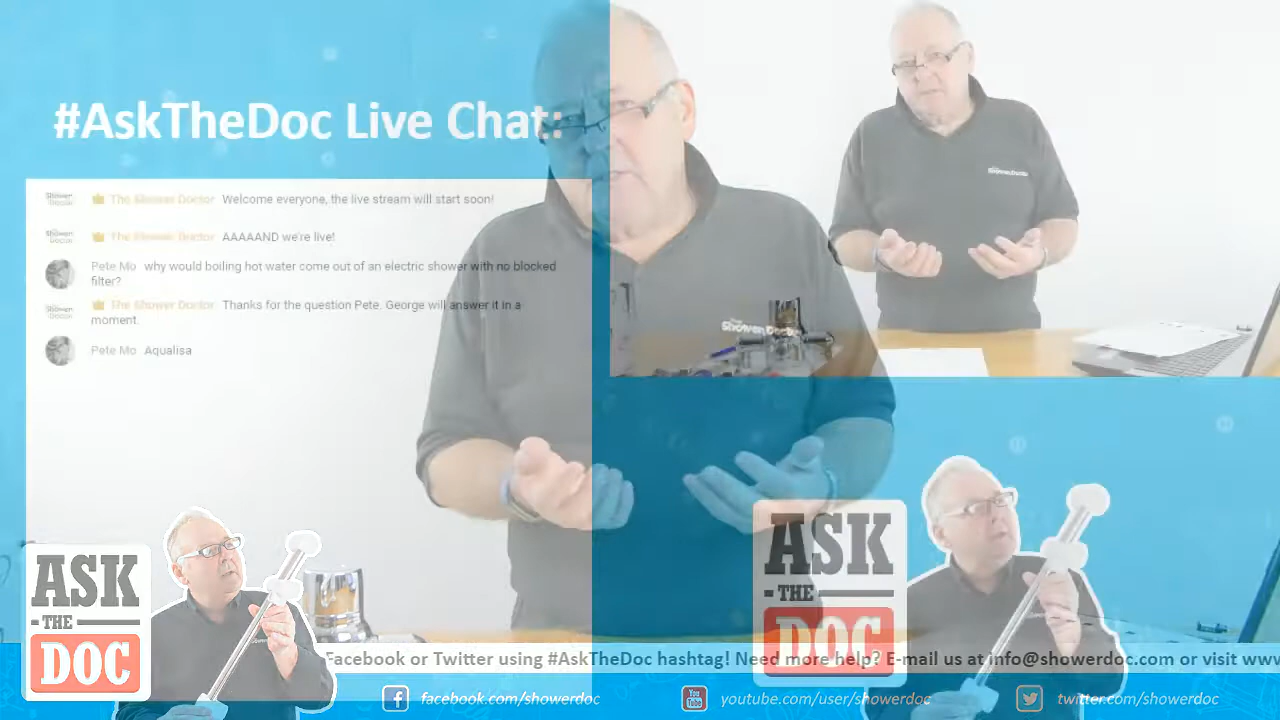 #AskTheDoc Live Chat:
The Shower Doctor Welcome everyone, the live stream will start soon!
The Shower Doctor AAAAAND we're live!
Pete Mo why would boiling hot water come out of an electric shower with no blocked
filter?
The Shower Doctor Thanks for the question Pete. George will answer it in a
moment.
Pete Mo Aqualisa
ShowerDoctor
ShowerDoctor
ASK
-THE
DOC
ASK
-THE
DOC
Facebook or Twitter using #AskTheDoc hashtag! Need more help? E-mail us at info@showerdoc.com or visit www
facebook.com/showerdoc
You
Tube
youtube.com/user/showerdoc
twitter.com/showerdoc